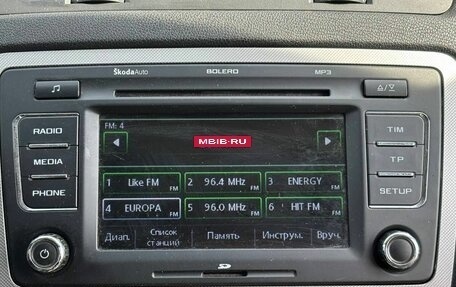 ŠkodaAuto BOLERO MP3
RADIO
MEDIA
PHONE
TIM
TP
SETUP
FM: 4
MBIB.RU
1 Like FM FM
2 96.4 MHz FM
3 ENERGY FM
4 EUROPA FM
5 96.0 MHz FM
6 HIT FM FM
Диап. Список станций Память Инструм. Вруч.
SD